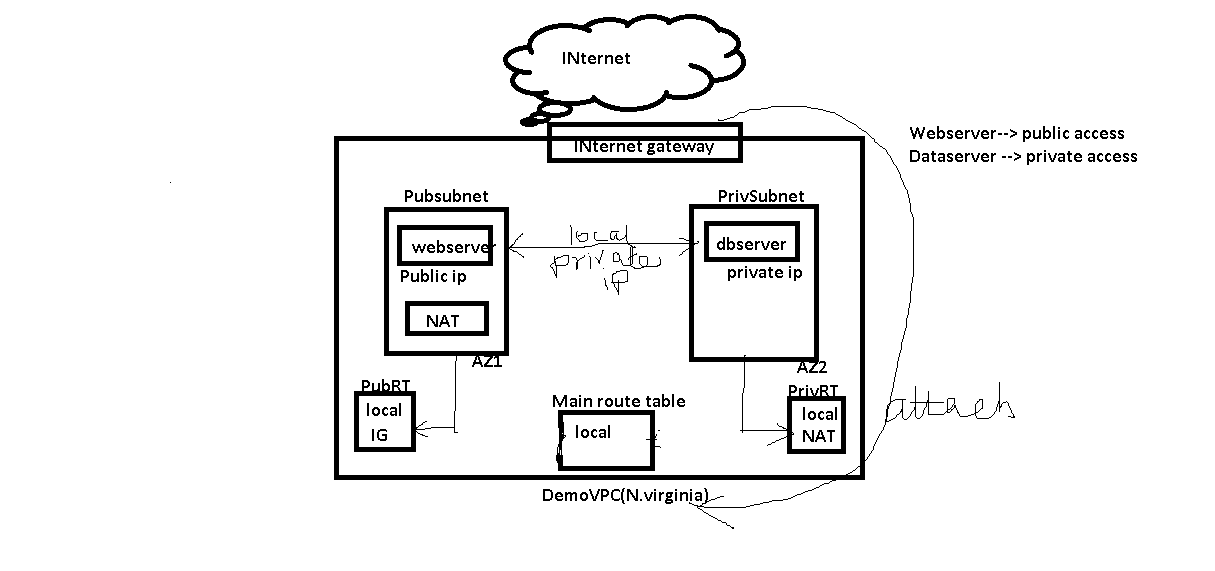 INternet
INternet gateway
Webserver--> public access
Dataserver --> private access
Pubsubnet
PrivSubnet
webserver
Public ip
NAT
AZ1
local
private
ip
dbserver
private ip
AZ2
PubRT
local
IG
Main route table
local
PrivRT
local
NAT
attach
DemoVPC(N.virginia)